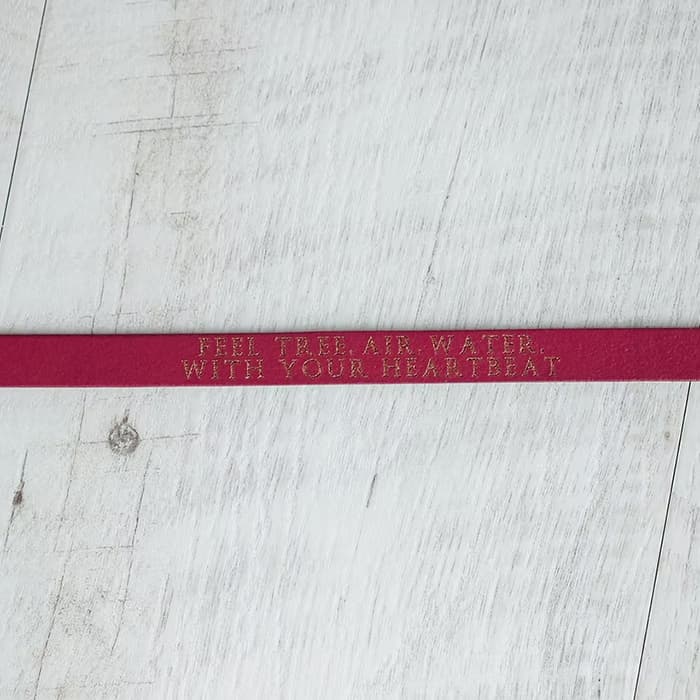 FEEL TREE, AIR, WATER,
WITH YOUR HEARTBEAT